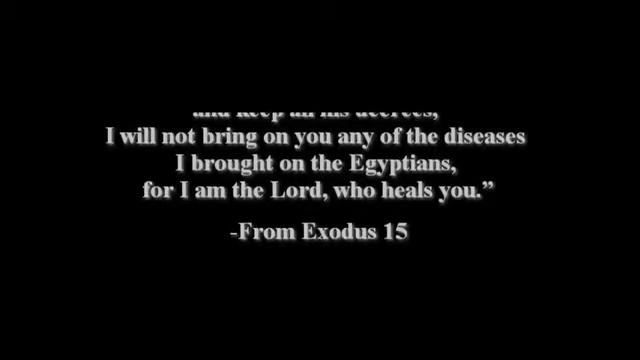 and keep all his decrees,
I will not bring on you any of the diseases
I brought on the Egyptians,
for I am the Lord, who heals you.”
-From Exodus 15